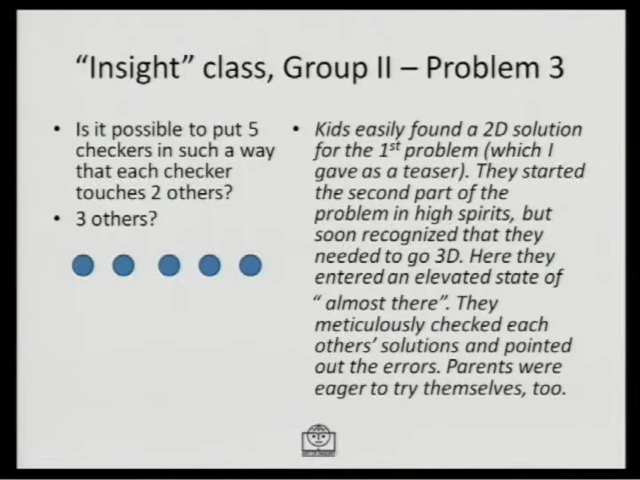 “Insight” class, Group II – Problem 3
• Is it possible to put 5
checkers in such a way
that each checker
touches 2 others?
• 3 others?
• Kids easily found a 2D solution
for the 1st problem (which I
gave as a teaser). They started
the second part of the
problem in high spirits, but
soon recognized that they
needed to go 3D. Here they
entered an elevated state of
“ almost there”. They
meticulously checked each
others’ solutions and pointed
out the errors. Parents were
eager to try themselves, too.